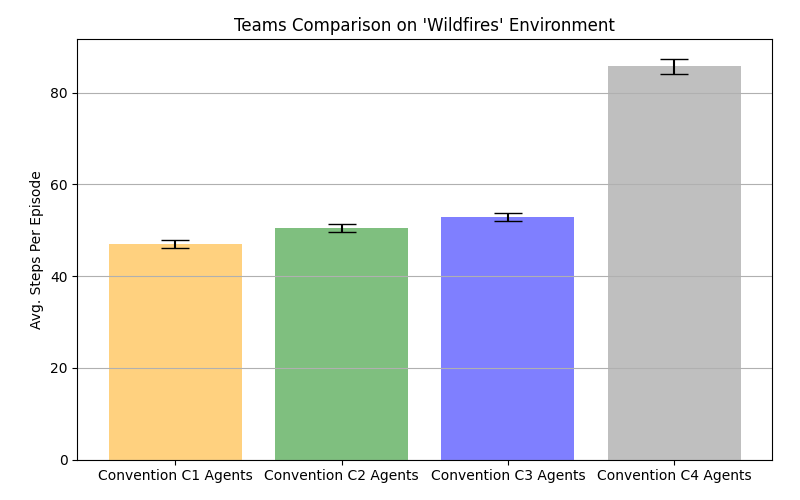 Teams Comparison on 'Wildfires' Environment
Avg. Steps Per Episode
80
60
40
20
0
Convention C1 Agents
Convention C2 Agents
Convention C3 Agents
Convention C4 Agents